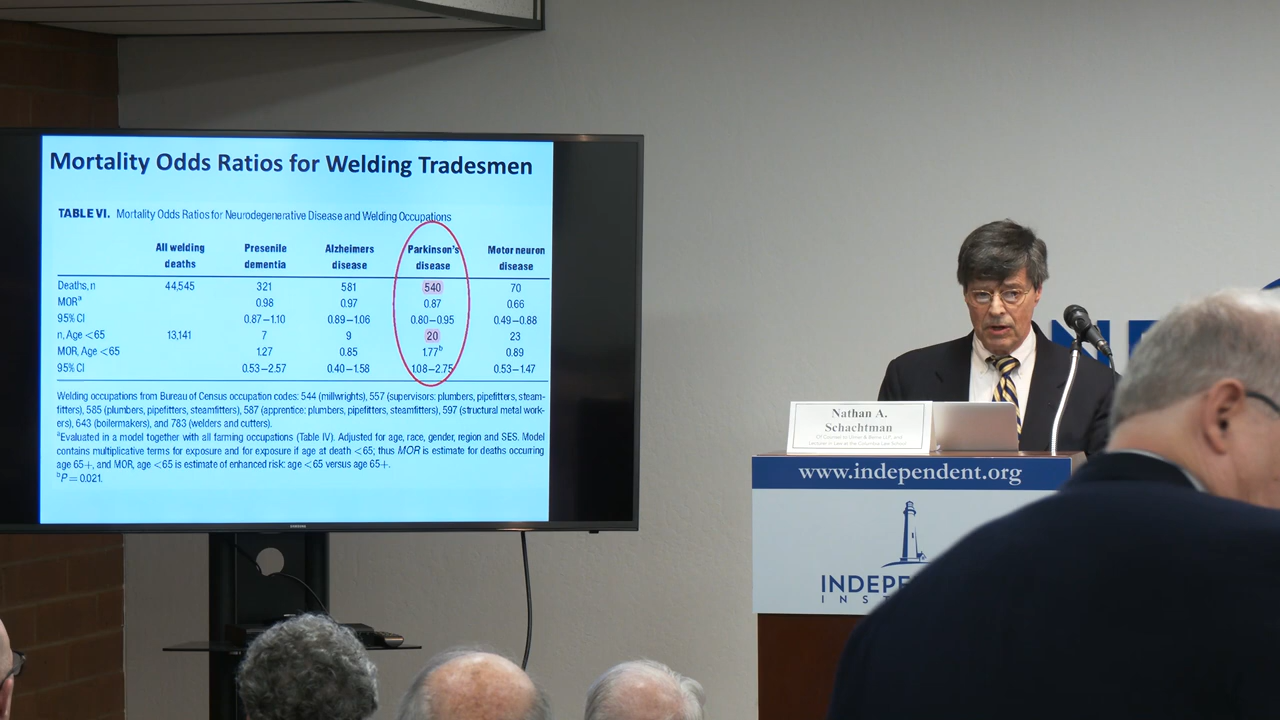 Mortality Odds Ratios for Welding Tradesmen
TABLE VI. Mortality Odds Ratios for Neurodegenerative Disease and Welding Occupations
All welding deaths Presenile dementia Alzheimers disease Parkinson's disease Motor neuron disease
Deaths, n 44,545 321 581 540 70
MORa 0.98 0.97 0.87 0.66
95% CI 0.87–1.10 0.89–1.06 0.80–0.95 0.49–0.88
n, Age <65 13,141 7 9 20 23
MOR, Age <65 1.27 0.85 1.77b 0.89
95% CI 0.53–2.57 0.40–1.58 1.08–2.75 0.53–1.47
Welding occupations from Bureau of Census occupation codes: 544 (millwrights), 557 (supervisors: plumbers, pipefitters, steam-
fitters), 585 (plumbers, pipefitters, steamfitters), 587 (apprentice: plumbers, pipefitters, steamfitters), 597 (structural metal work-
ers), 643 (boilermakers), and 783 (welders and cutters).
aEvaluated in a model together with all farming occupations (Table IV). Adjusted for age, race, gender, region and SES. Model
contains multiplicative terms for exposure and for exposure if age at death <65; thus MOR is estimate for deaths occurring
age 65+, and MOR, age <65 is estimate of enhanced risk: age <65 versus age 65+.
bP = 0.021.
SAMSUNG
Nathan A.
Schachtman
www.independent.org
INDEPE
INST